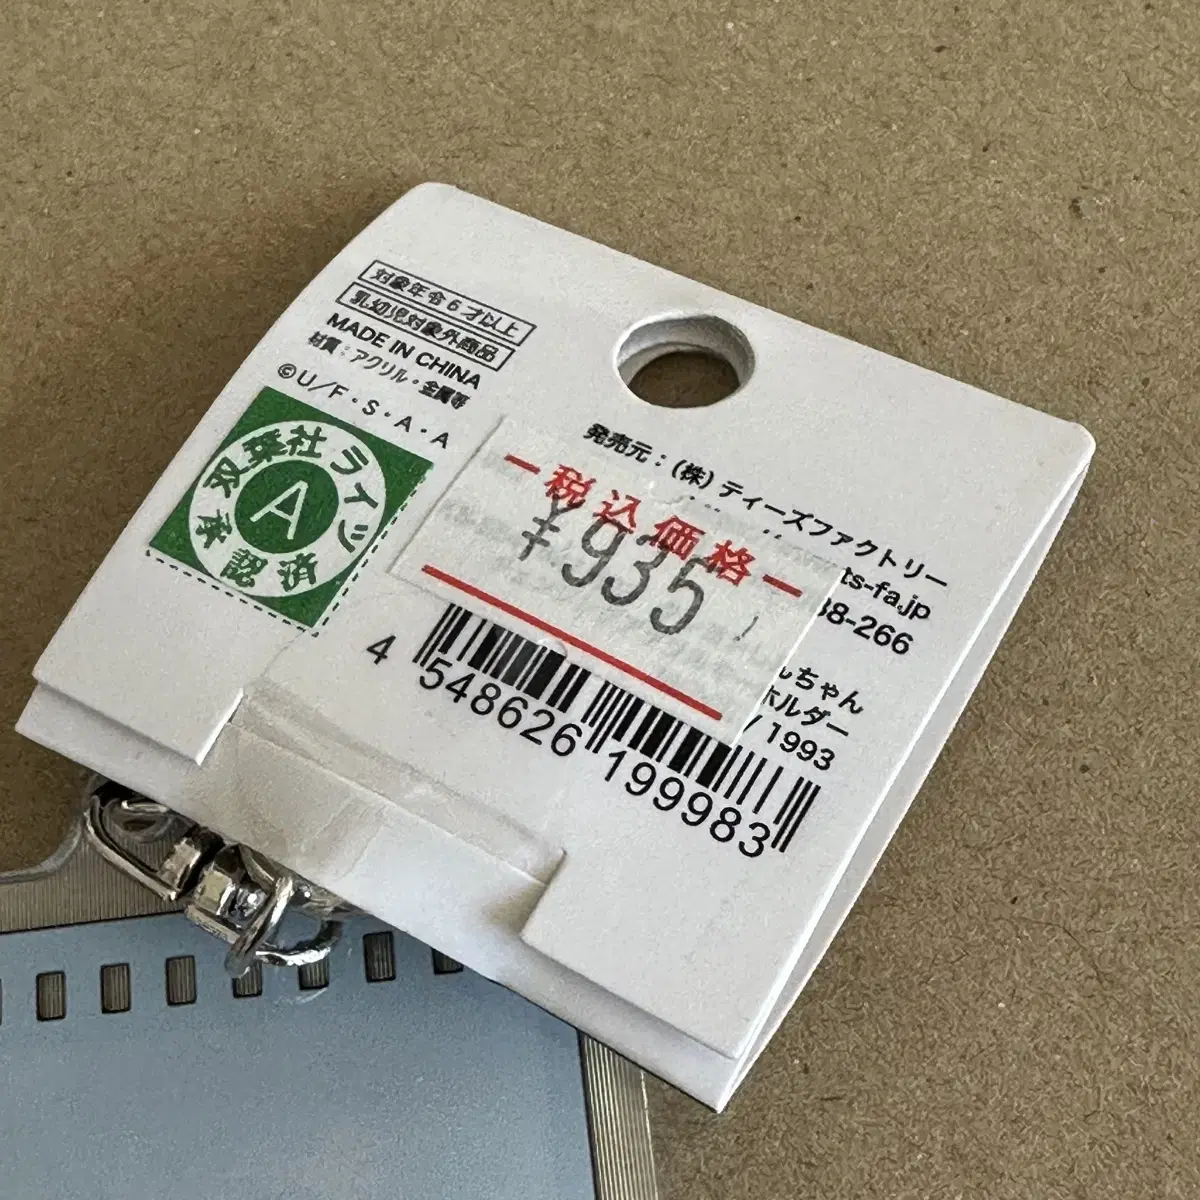 対象年令6才以上
乳幼児対象外商品
MADE IN CHINA
材質：アクリル・金属等
©U/F・S・A・A
双葉社ライツ
A
承認済
発売元：(株)ティーズファクトリー
ts-fa.jp
38-266
税込価格
¥935
んちゃん
ホルダー
/ 1993
4 548626 199983